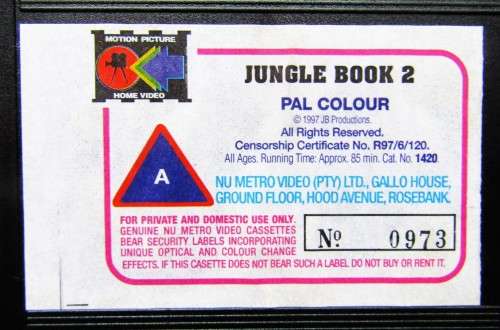 MOTION PICTURE
HOME VIDEO
JUNGLE BOOK 2
PAL COLOUR
© 1997 JB Productions.
All Rights Reserved.
Censorship Certificate No. R97/6/120.
All Ages. Running Time: Approx. 85 min. Cat. No. 1420.
A
NU METRO VIDEO (PTY) LTD., GALLO HOUSE,
GROUND FLOOR, HOOD AVENUE, ROSEBANK.
FOR PRIVATE AND DOMESTIC USE ONLY.
GENUINE NU METRO VIDEO CASSETTES
BEAR SECURITY LABELS INCORPORATING
UNIQUE OPTICAL AND COLOUR CHANGE
EFFECTS. IF THIS CASETTE DOES NOT BEAR SUCH A LABEL DO NOT BUY OR RENT IT.
No. 0973